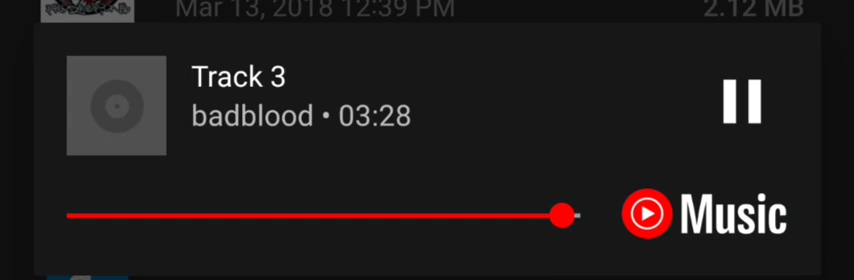 Mar 13, 2018 12:39 PM 2.12 MB
Track 3
badblood • 03:28
Music